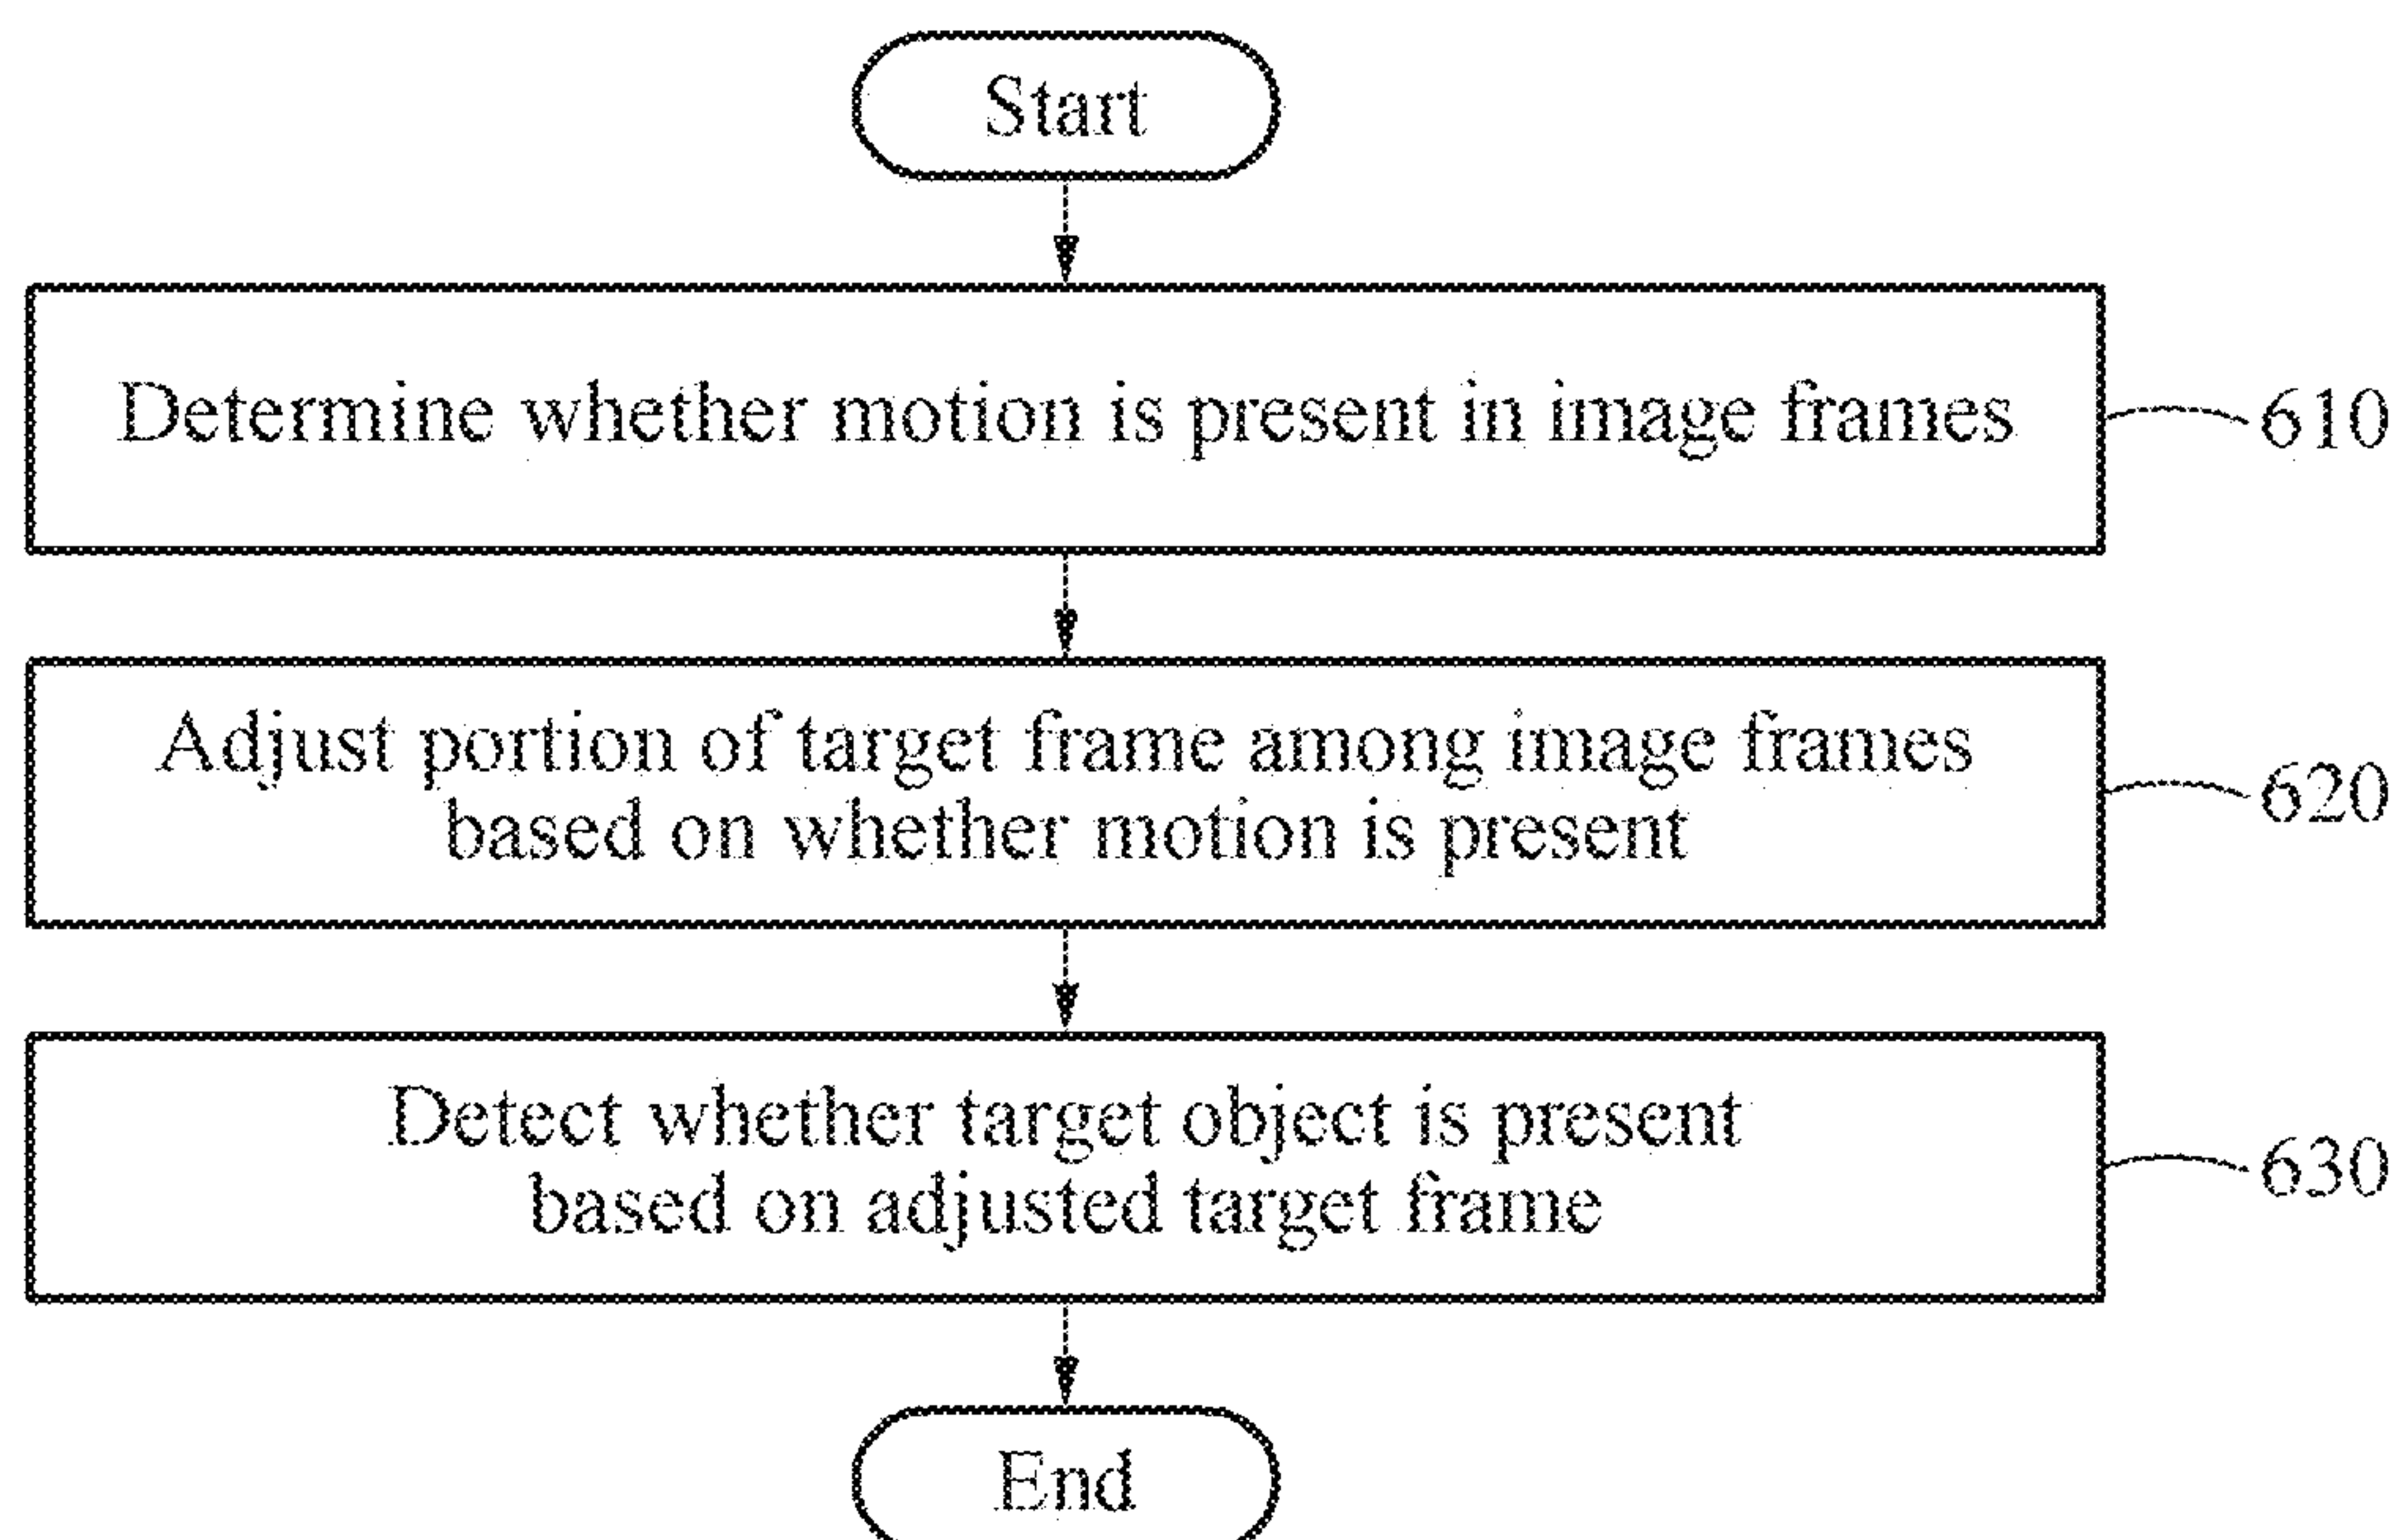 Start
Determine whether motion is present in image frames
610
Adjust portion of target frame among image frames
based on whether motion is present
620
Detect whether target object is present
based on adjusted target frame
630
End